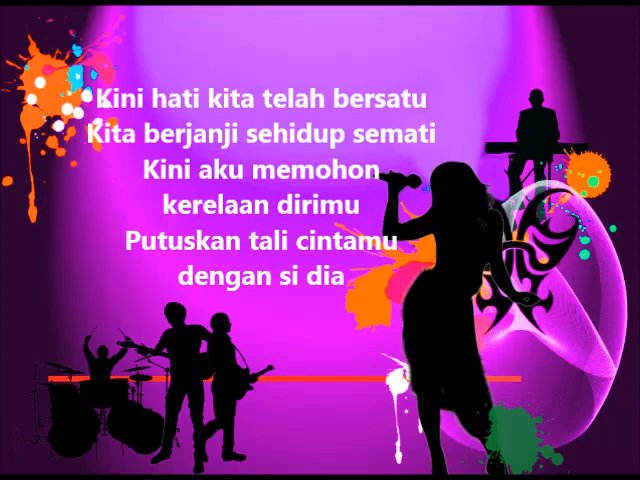 Kini hati kita telah bersatu
Kita berjanji sehidup semati
Kini aku memohon
kerelaan dirimu
Putuskan tali cintamu
dengan si dia